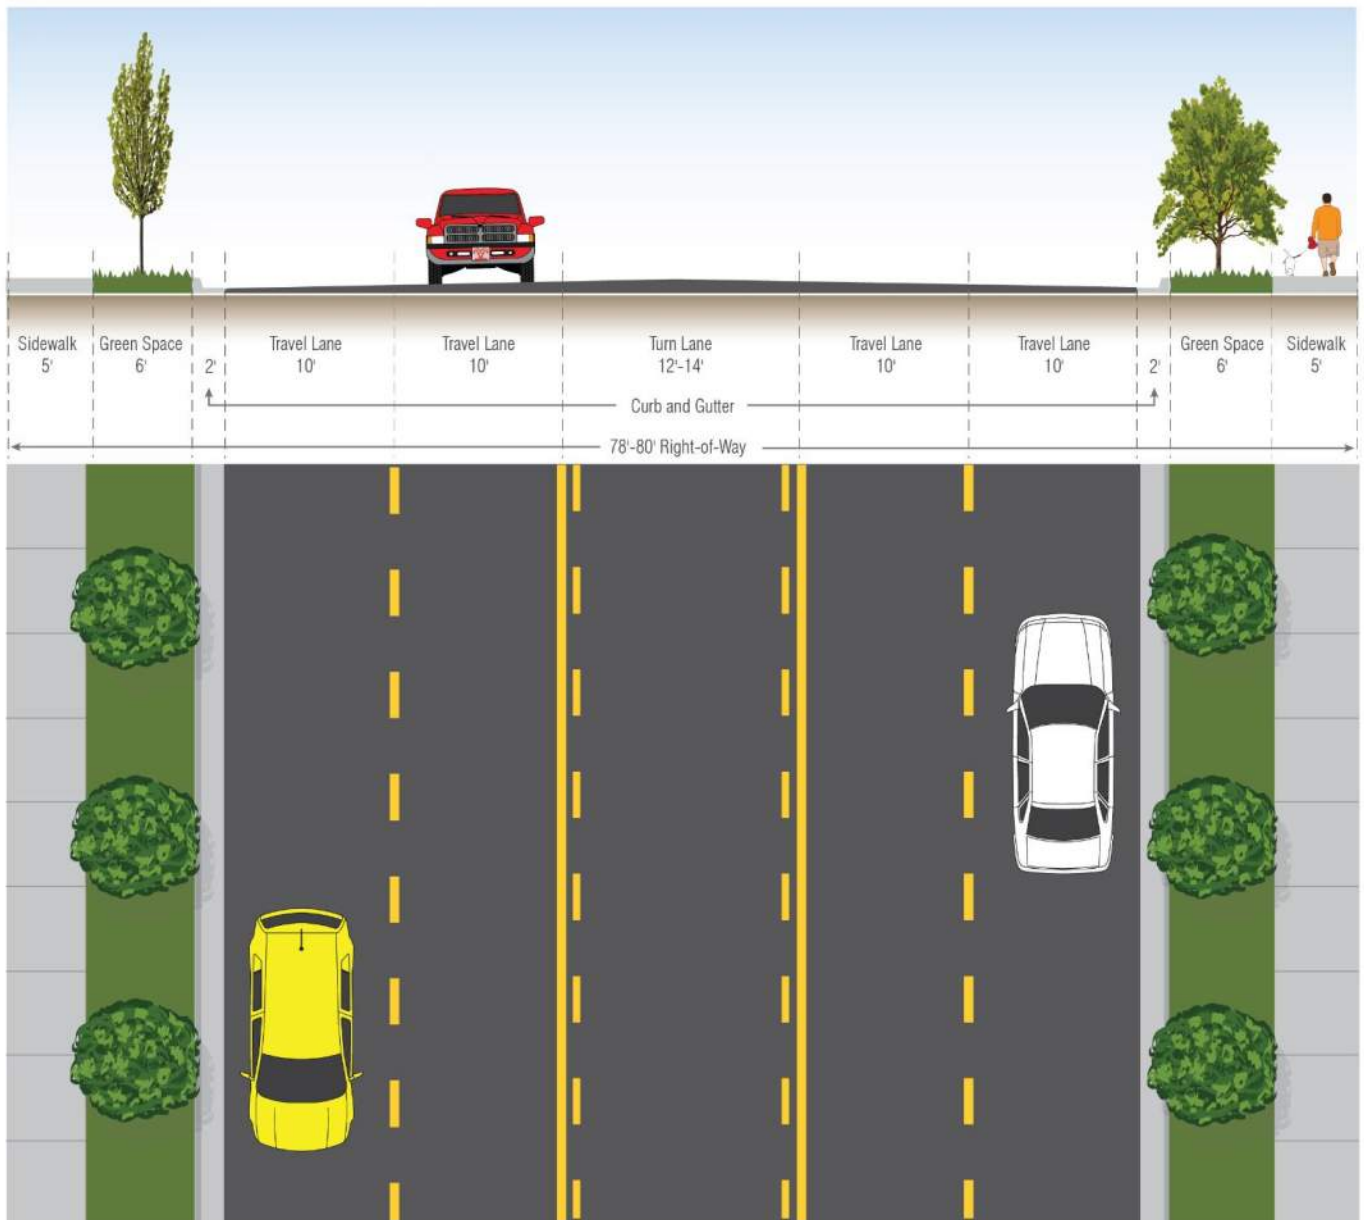 Sidewalk
5'
Green Space
6'
2'
Travel Lane
10'
Travel Lane
10'
Turn Lane
12'-14'
Travel Lane
10'
Travel Lane
10'
2'
Green Space
6'
Sidewalk
5'
Curb and Gutter
78'-80' Right-of-Way